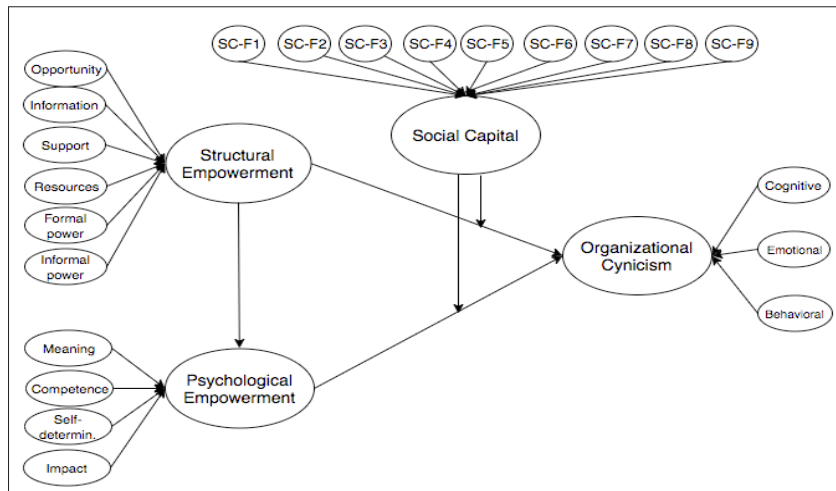 SC-F1
SC-F2
SC-F3
SC-F4
SC-F5
SC-F6
SC-F7
SC-F8
SC-F9
Opportunity
Information
Support
Resources
Formal
power
Informal
power
Structural
Empowerment
Social Capital
Organizational
Cynicism
Cognitive
Emotional
Behavioral
Meaning
Competence
Self-
determin.
Impact
Psychological
Empowerment